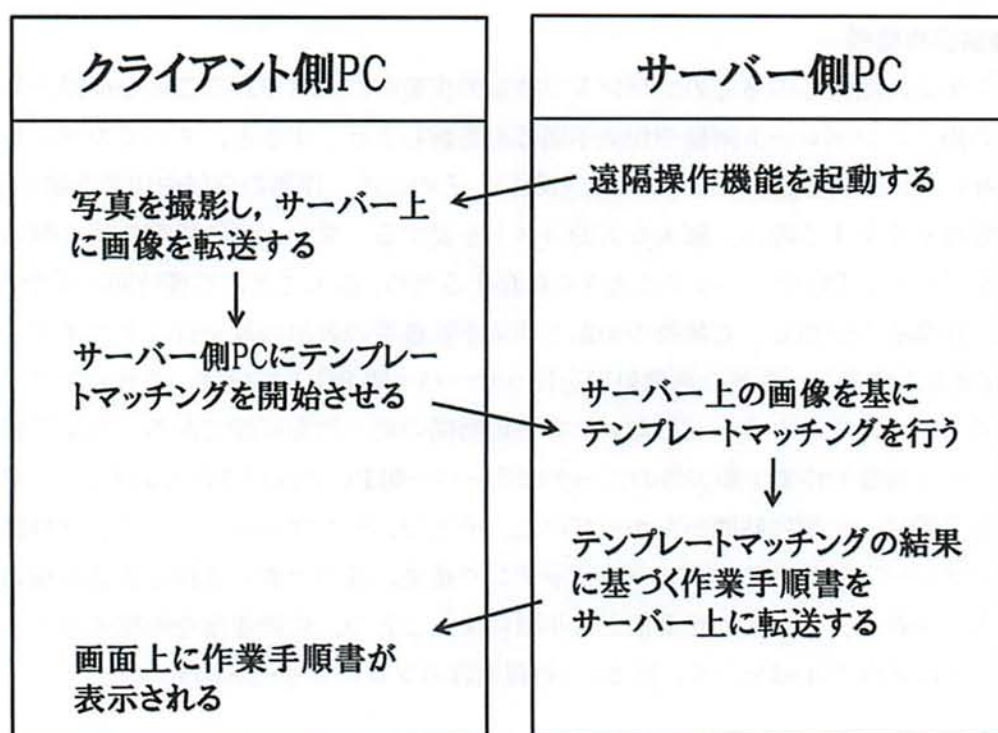 クライアント側PC
サーバー側PC
遠隔操作機能を起動する
写真を撮影し，サーバー上
に画像を転送する
サーバー側PCにテンプレー
トマッチングを開始させる
サーバー上の画像を基に
テンプレートマッチングを行う
テンプレートマッチングの結果
に基づく作業手順書を
サーバー上に転送する
画面上に作業手順書が
表示される